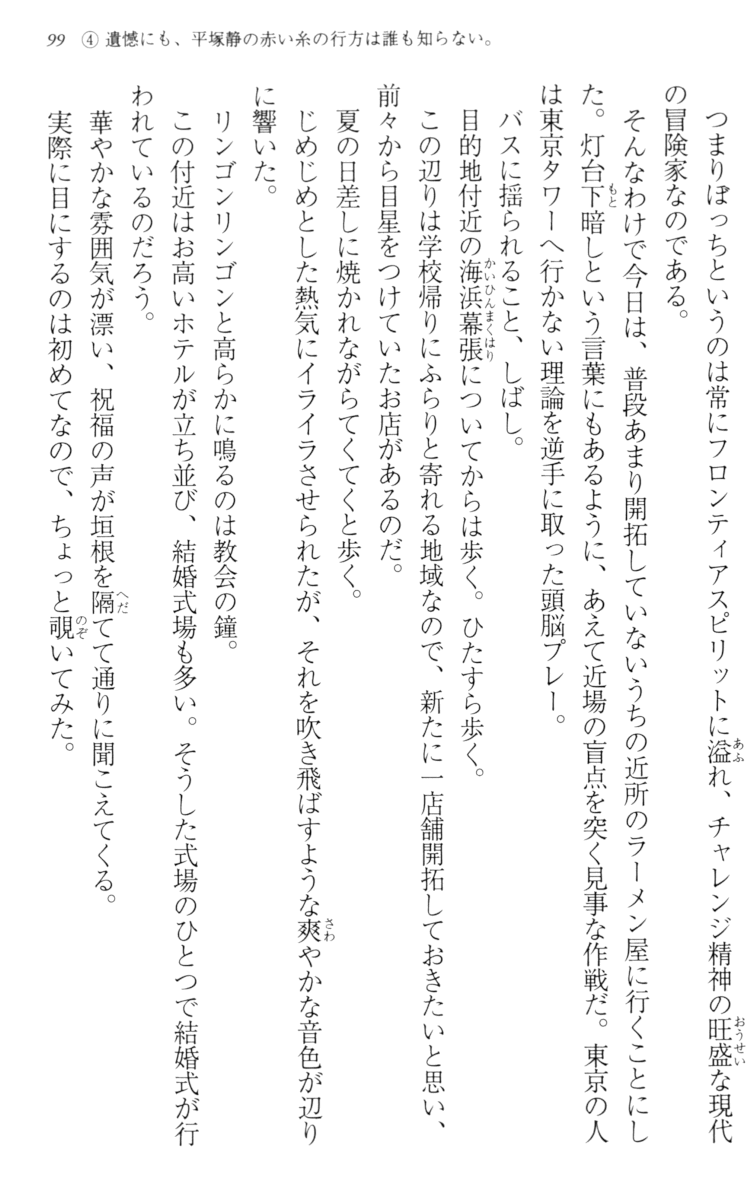 99 ④ 遺憾にも、平塚静の赤い糸の行方は誰も知らない。
つまりぼっちというのは常にフロンティアスピリットに溢れ、チャレンジ精神の旺盛な現代
の冒険家なのである。
そんなわけで今日は、普段あまり開拓していないうちの近所のラーメン屋に行くことにし
た。灯台下暗しという言葉にもあるように、あえて近場の盲点を突く見事な作戦だ。東京の人
は東京タワーへ行かない理論を逆手に取った頭脳プレー。
バスに揺られること、しばし。
目的地付近の海浜幕張についてからは歩く。ひたすら歩く。
この辺りは学校帰りにふらりと寄れる地域なので、新たに一店舗開拓しておきたいと思い、
前々から目星をつけていたお店があるのだ。
夏の日差しに焼かれながらてくてくと歩く。
じめじめとした熱気にイライラさせられたが、それを吹き飛ばすような爽やかな音色が辺り
に響いた。
リンゴンリンゴンと高らかに鳴るのは教会の鐘。
この付近はお高いホテルが立ち並び、結婚式場も多い。そうした式場のひとつで結婚式が行
われているのだろう。
華やかな雰囲気が漂い、祝福の声が垣根を隔てて通りに聞こえてくる。
実際に目にするのは初めてなので、ちょっと覗いてみた。